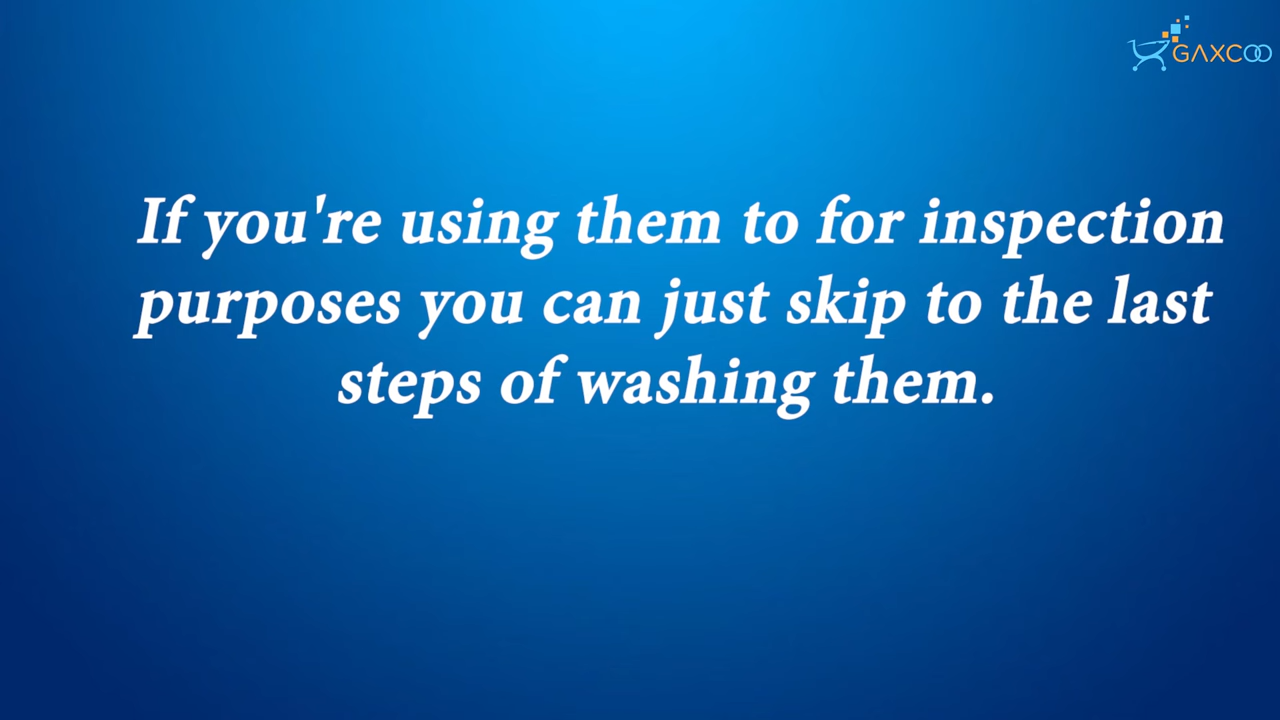 GAXCOO
If you're using them to for inspection
purposes you can just skip to the last
steps of washing them.